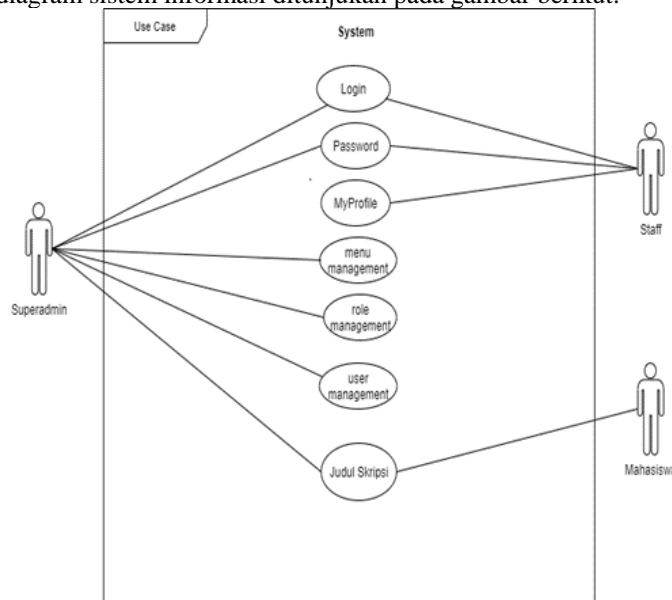 diagram sistem informasi ditunjukan pada gambar berikut.
Use Case
System
Login
Password
MyProfile
menu
management
role
management
user
management
Judul Skripsi
Superadmin
Staff
Mahasiswa